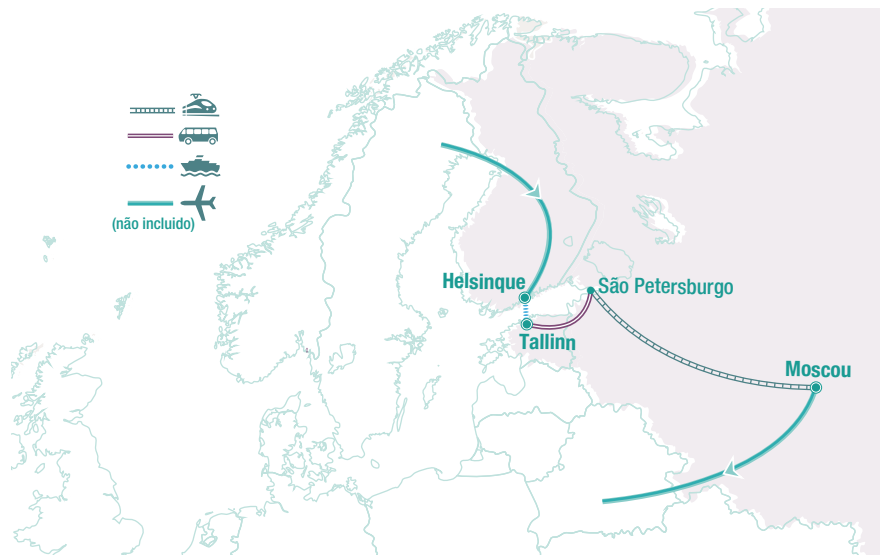 (não incluido)
Helsinque
São Petersburgo
Tallinn
Moscou